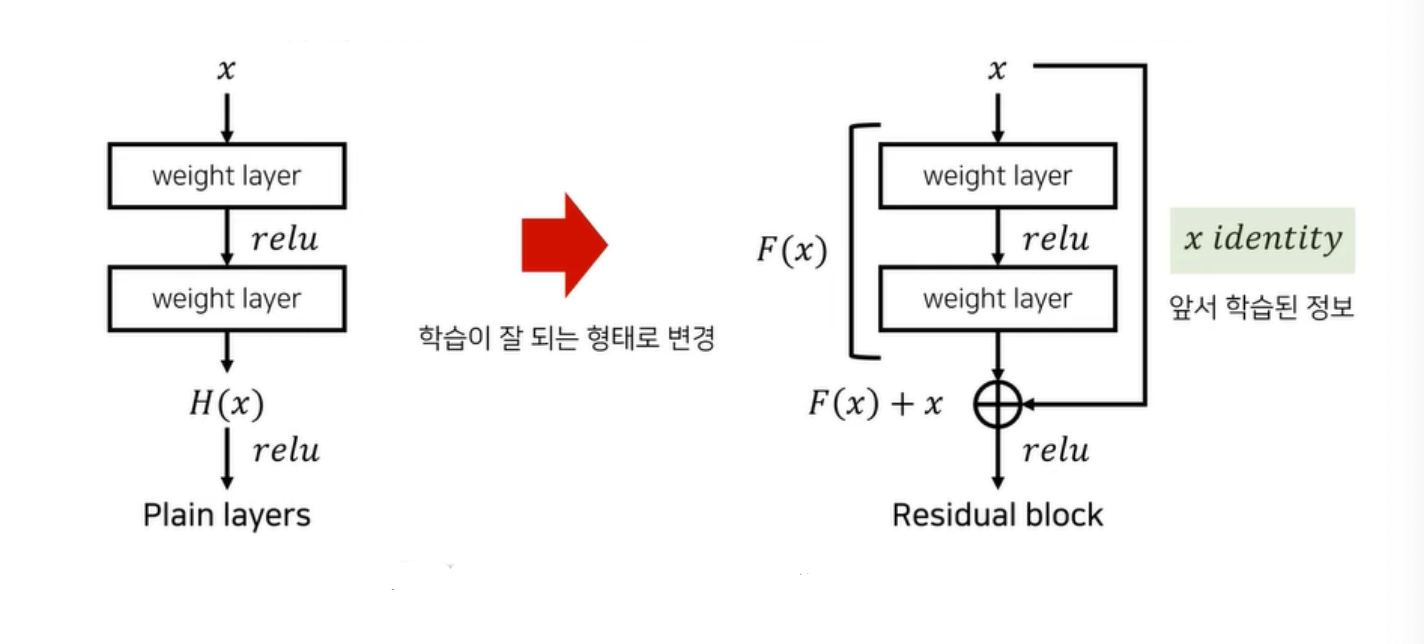 x
weight layer
relu
weight layer
H(x)
relu
Plain layers
학습이 잘 되는 형태로 변경
x
weight layer
F(x)
relu
weight layer
F(x) + x
relu
Residual block
x identity
앞서 학습된 정보